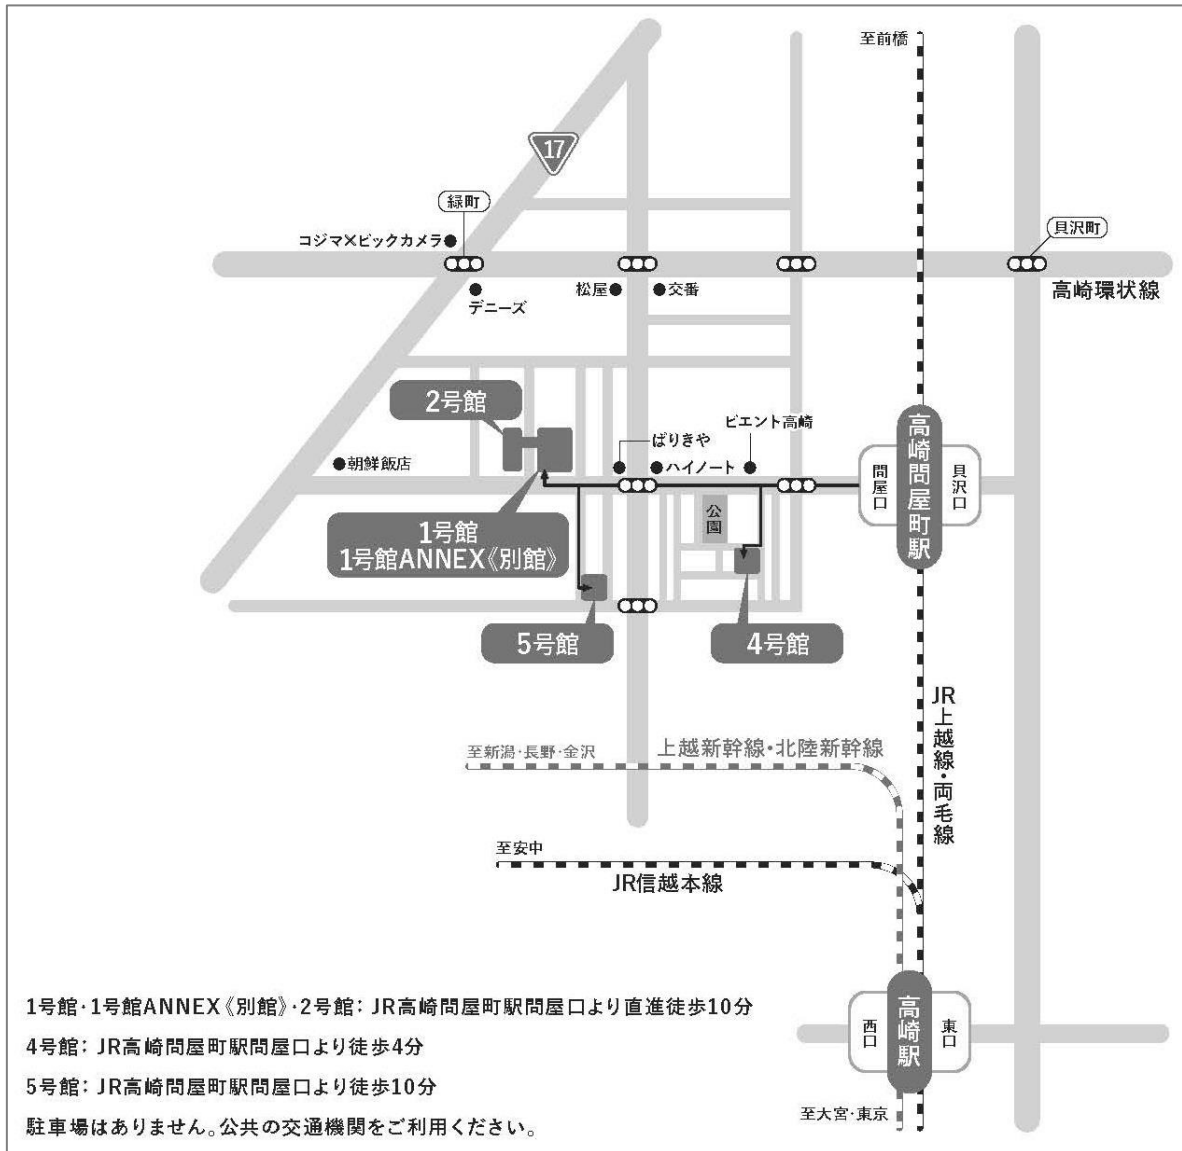 至前橋
17
緑町
コジマ×ビックカメラ
貝沢町
高崎環状線
松屋
交番
デニーズ
2号館
ビエント高崎
ばりきや
ハイノート
朝鮮飯店
高崎問屋町駅
問屋口
貝沢口
公園
1号館
1号館ANNEX《別館》
5号館
4号館
JR上越線・両毛線
至新潟・長野・金沢
上越新幹線・北陸新幹線
至安中
JR信越本線
高崎駅
西口
東口
至大宮・東京
1号館・1号館ANNEX《別館》・2号館：JR高崎問屋町駅問屋口より直進徒歩10分
4号館：JR高崎問屋町駅問屋口より徒歩4分
5号館：JR高崎問屋町駅問屋口より徒歩10分
駐車場はありません。公共の交通機関をご利用ください。